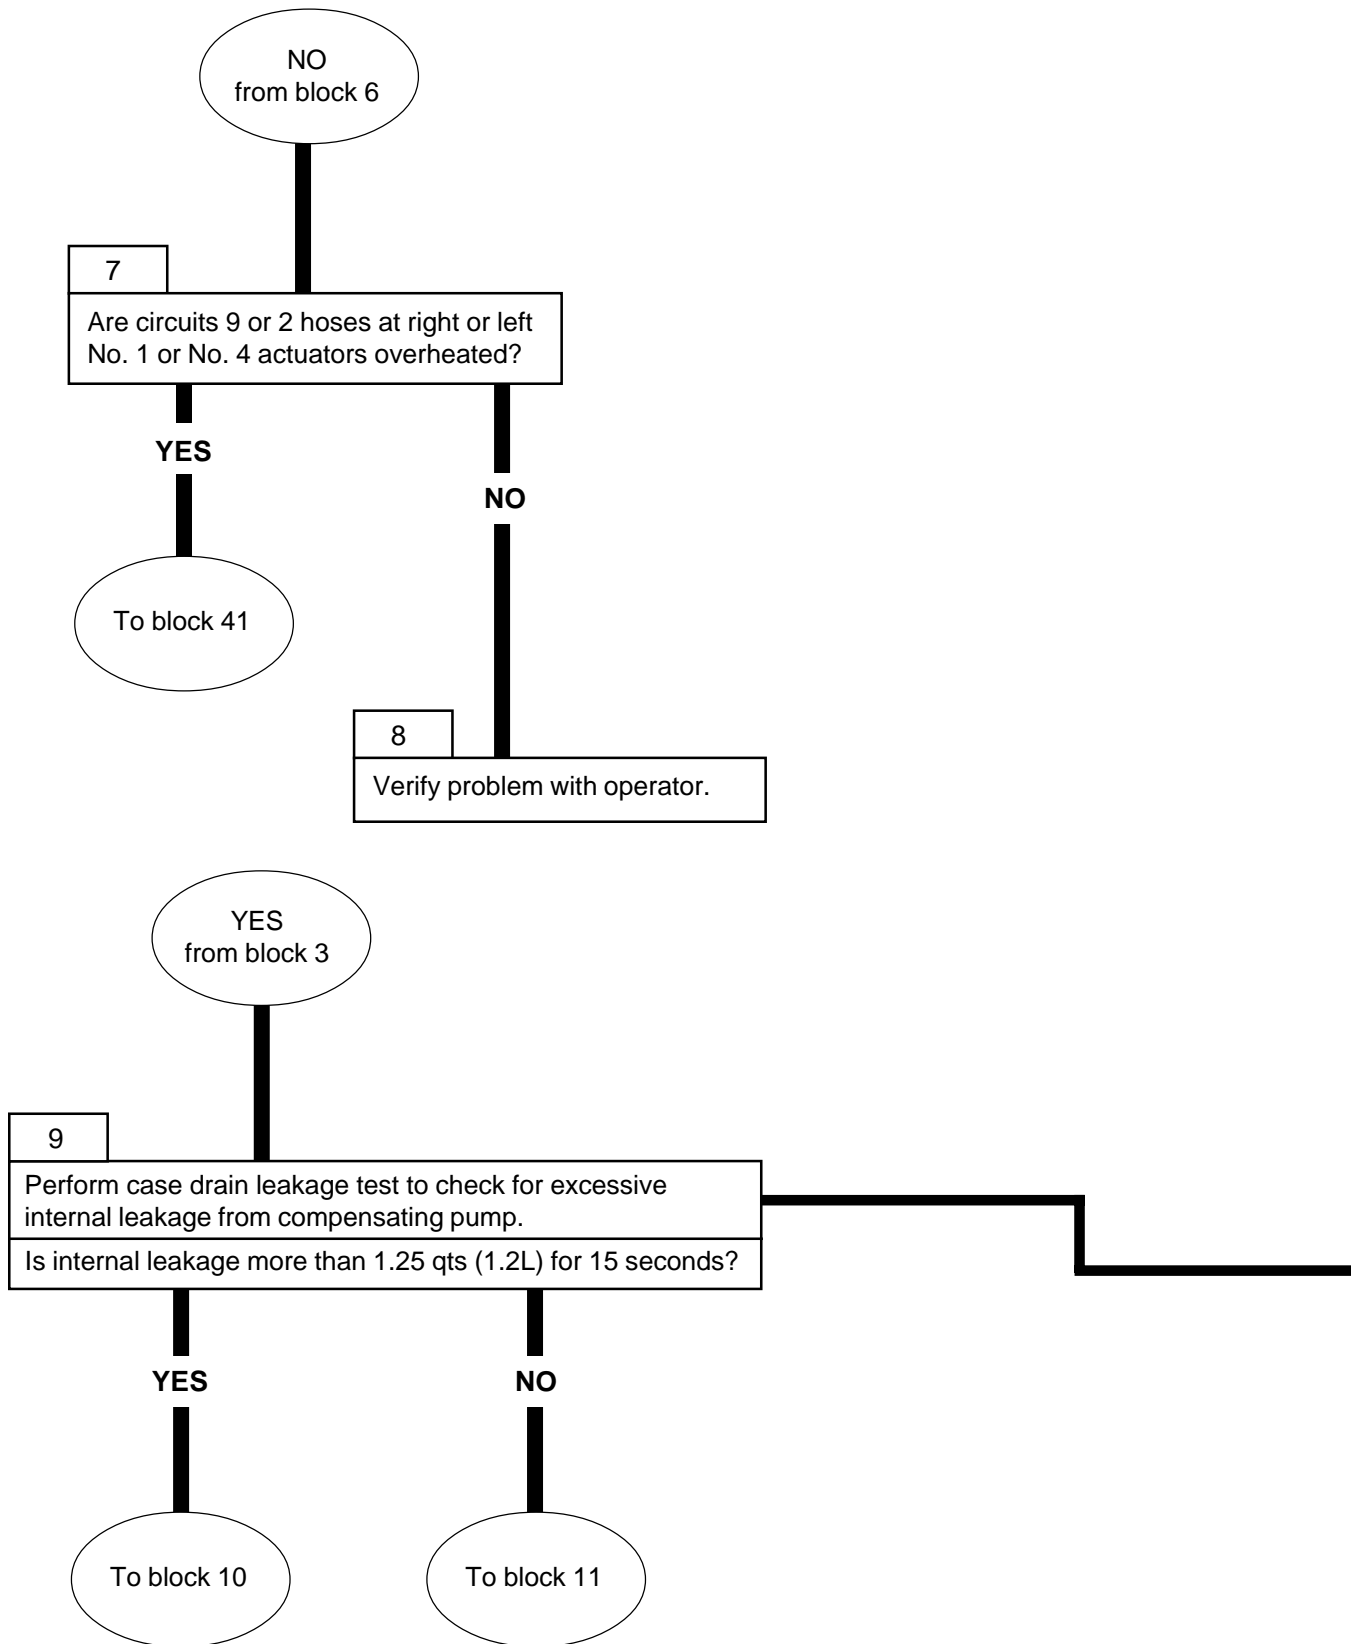 NO
from block 6
7
Are circuits 9 or 2 hoses at right or left
No. 1 or No. 4 actuators overheated?
YES
NO
To block 41
8
Verify problem with operator.
YES
from block 3
9
Perform case drain leakage test to check for excessive
internal leakage from compensating pump.
Is internal leakage more than 1.25 qts (1.2L) for 15 seconds?
YES
NO
To block 10
To block 11